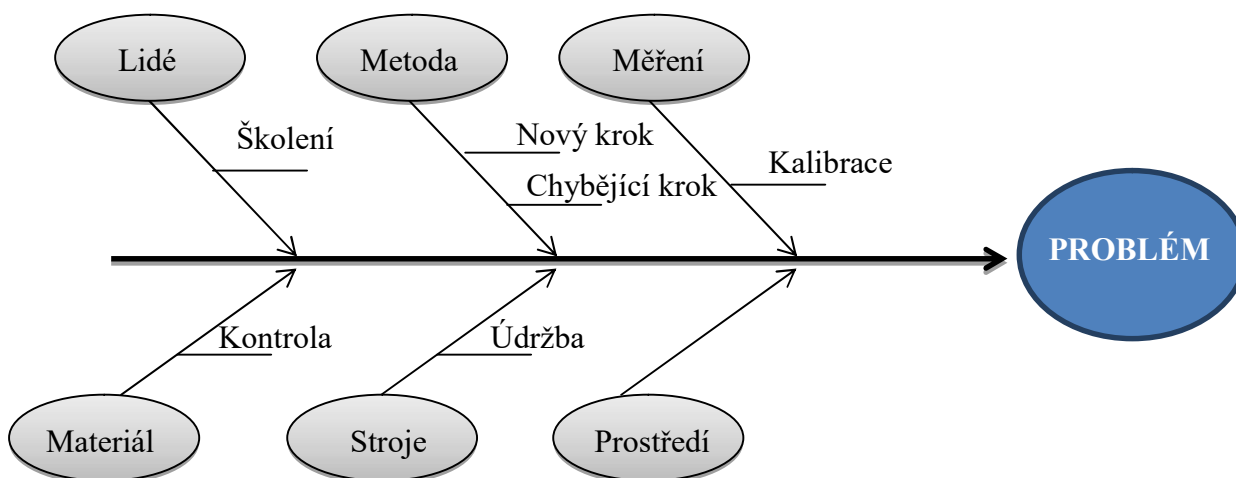 Lidé
Metoda
Měření
Školení
Nový krok
Chybějící krok
Kalibrace
PROBLÉM
Kontrola
Údržba
Materiál
Stroje
Prostředí